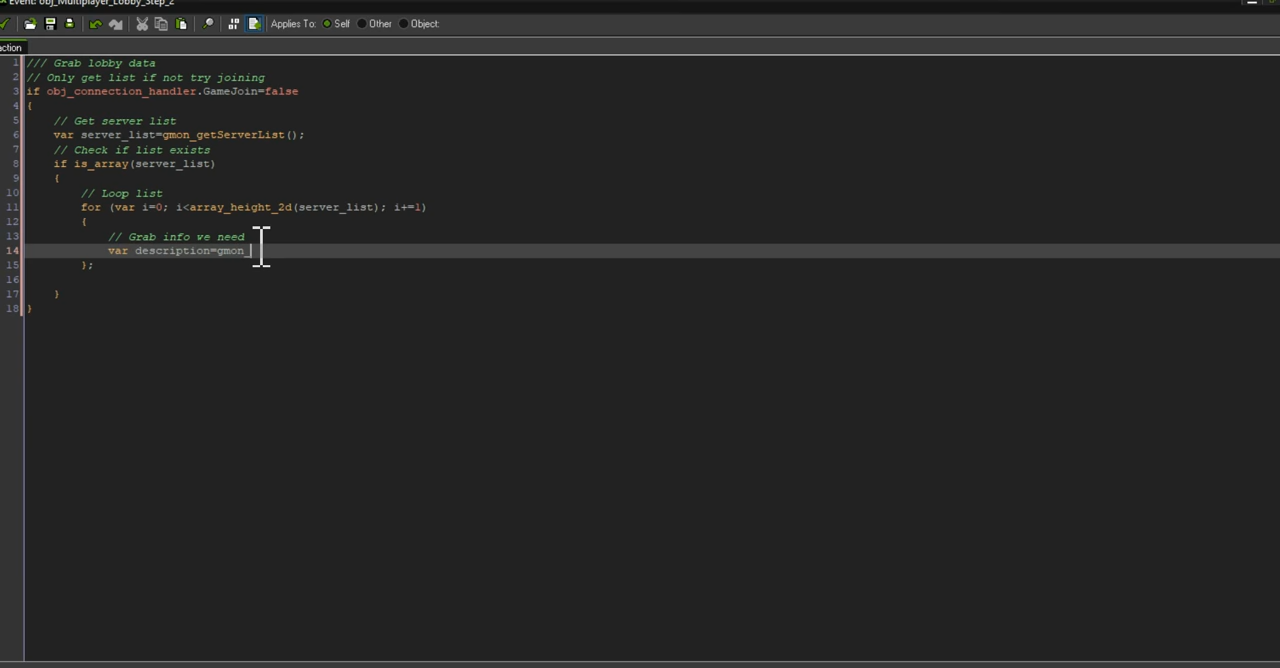 Event: obj_Multiplayer_Lobby_Step_2
Applies To: Self Other Object:
action
1 /// Grab lobby data
2 // Only get list if not try joining
3 if obj_connection_handler.GameJoin=false
4 {
5 // Get server list
6 var server_list=gmon_getServerList();
7 // Check if list exists
8 if is_array(server_list)
9 {
10 // Loop list
11 for (var i=0; i<array_height_2d(server_list); i+=1)
12 {
13 // Grab info we need
14 var description=gmon_
15 };
16
17 }
18 }